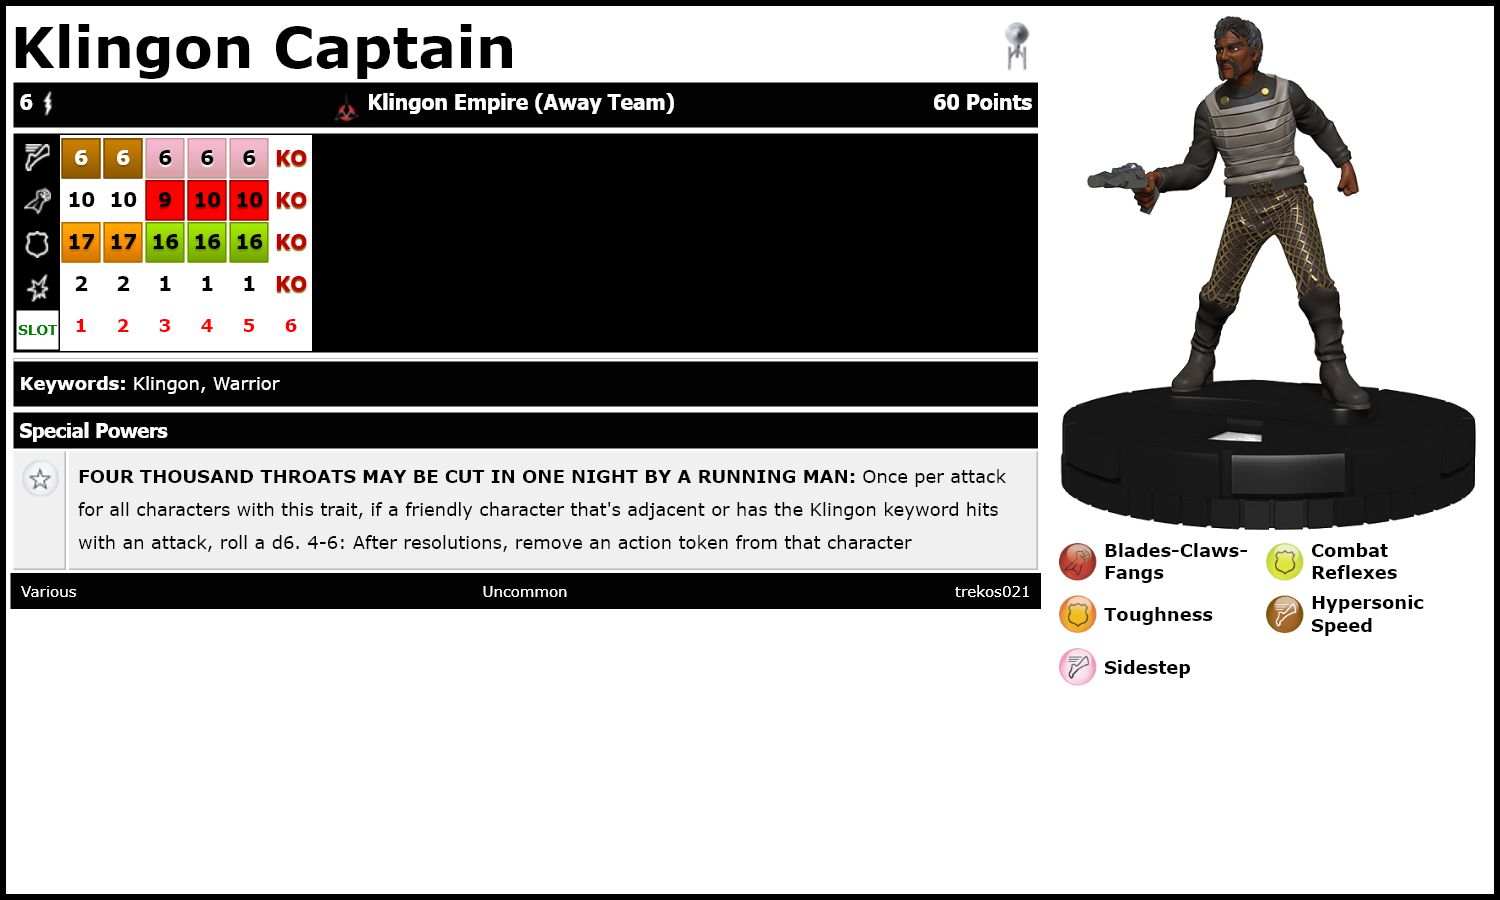 Klingon Captain
6 Klingon Empire (Away Team) 60 Points
6 6 6 6 6 KO
10 10 9 10 10 KO
17 17 16 16 16 KO
2 2 1 1 1 KO
SLOT 1 2 3 4 5 6
Keywords: Klingon, Warrior
Special Powers
FOUR THOUSAND THROATS MAY BE CUT IN ONE NIGHT BY A RUNNING MAN: Once per attack
for all characters with this trait, if a friendly character that's adjacent or has the Klingon keyword hits
with an attack, roll a d6. 4-6: After resolutions, remove an action token from that character
Various Uncommon trekos021
Blades-Claws-
Fangs
Combat
Reflexes
Toughness
Hypersonic
Speed
Sidestep